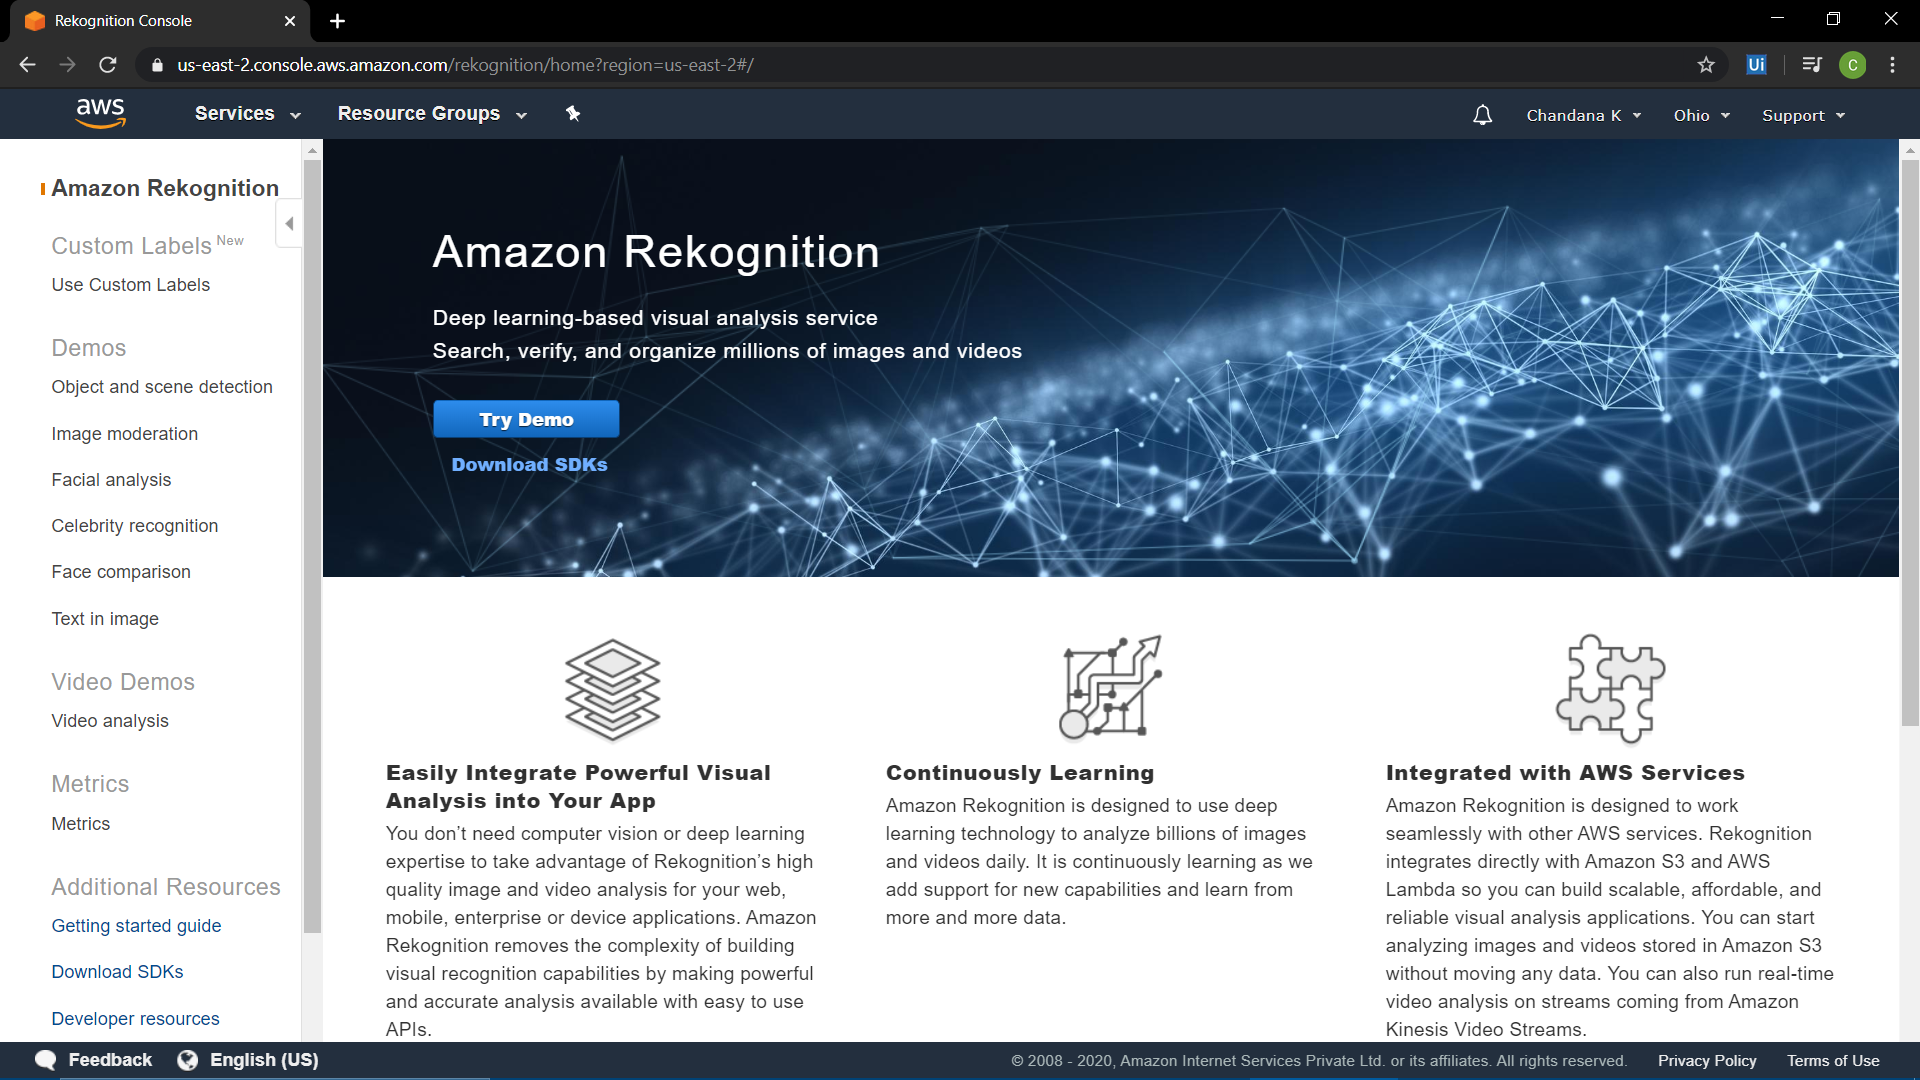 Rekognition Console
us-east-2.console.aws.amazon.com/rekognition/home?region=us-east-2#/
Ui
C
aws
Services
Resource Groups
Chandana K
Ohio
Support
Amazon Rekognition
Custom Labels New
Use Custom Labels
Demos
Object and scene detection
Image moderation
Facial analysis
Celebrity recognition
Face comparison
Text in image
Video Demos
Video analysis
Metrics
Metrics
Additional Resources
Getting started guide
Download SDKs
Developer resources
Amazon Rekognition
Deep learning-based visual analysis service
Search, verify, and organize millions of images and videos
Try Demo
Download SDKs
Easily Integrate Powerful Visual
Analysis into Your App
You don’t need computer vision or deep learning
expertise to take advantage of Rekognition’s high
quality image and video analysis for your web,
mobile, enterprise or device applications. Amazon
Rekognition removes the complexity of building
visual recognition capabilities by making powerful
and accurate analysis available with easy to use
APIs.
Continuously Learning
Amazon Rekognition is designed to use deep
learning technology to analyze billions of images
and videos daily. It is continuously learning as we
add support for new capabilities and learn from
more and more data.
Integrated with AWS Services
Amazon Rekognition is designed to work
seamlessly with other AWS services. Rekognition
integrates directly with Amazon S3 and AWS
Lambda so you can build scalable, affordable, and
reliable visual analysis applications. You can start
analyzing images and videos stored in Amazon S3
without moving any data. You can also run real-time
video analysis on streams coming from Amazon
Kinesis Video Streams.
Feedback
English (US)
© 2008 - 2020, Amazon Internet Services Private Ltd. or its affiliates. All rights reserved.
Privacy Policy
Terms of Use